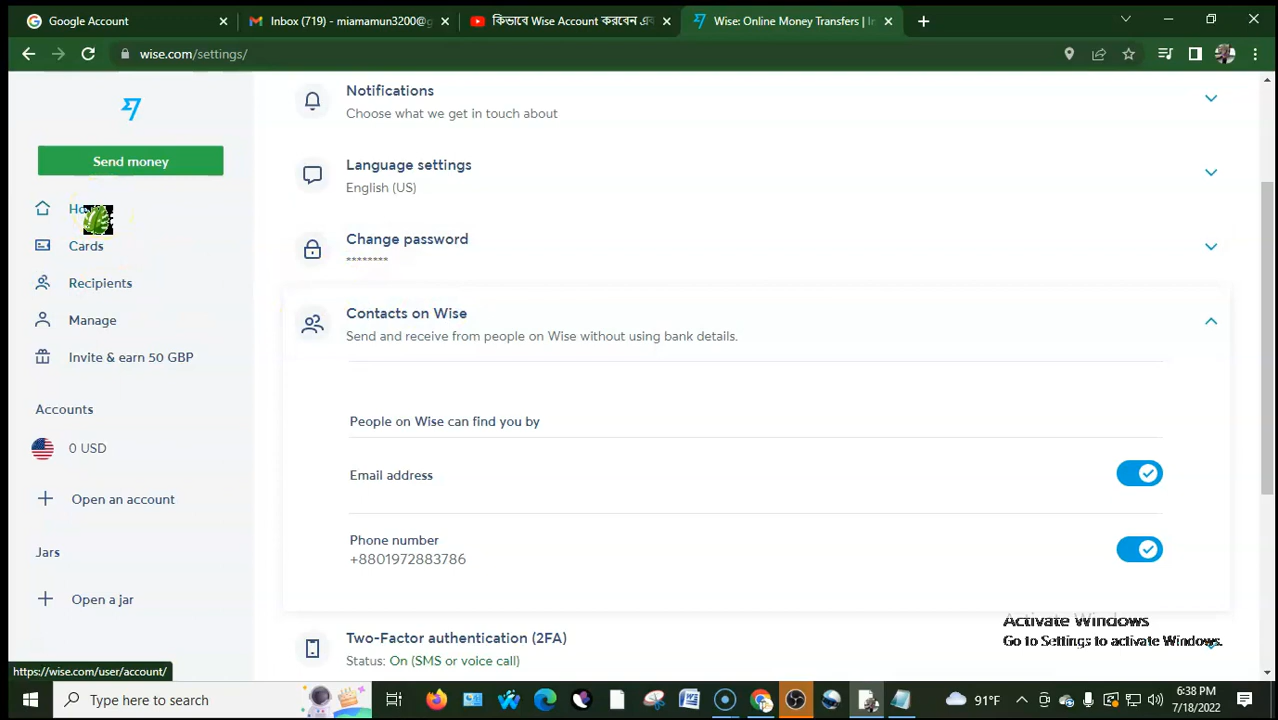 Google Account
Inbox (719) - miamamun3200@g
কিভাবে Wise Account করবেন এব
Wise: Online Money Transfers | In
wise.com/settings/
Send money
Cards
Recipients
Manage
Invite & earn 50 GBP
Accounts
0 USD
Open an account
Jars
Open a jar
https://wise.com/user/account/
Notifications
Choose what we get in touch about
Language settings
English (US)
Change password
********
Contacts on Wise
Send and receive from people on Wise without using bank details.
People on Wise can find you by
Email address
Phone number
+8801972883786
Two-Factor authentication (2FA)
Status: On (SMS or voice call)
Activate Windows
Go to Settings to activate Windows.
Type here to search
91°F
6:38 PM
7/18/2022